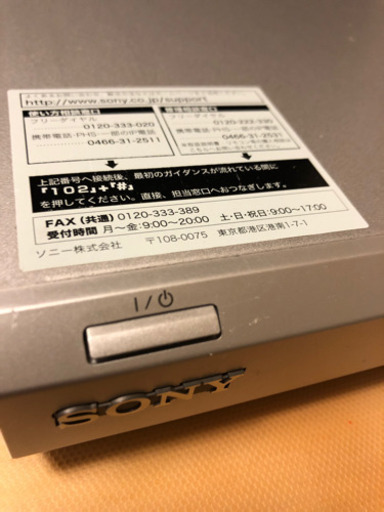 http://www.sony.co.jp/support
使い方相談窓口
フリーダイヤル
0120-333-020
携帯電話・PHS・一部のIP電話
0466-31-2511
修理相談窓口
フリーダイヤル
0120-222-330
携帯電話・PHS・一部のIP電話
0466-31-2531
上記番号へ接続後、最初のガイダンスが流れている間に
「102」+「#」
を押してください。直接、担当窓口へおつなぎします。
FAX(共通) 0120-333-389
受付時間 月~金:9:00~20:00 土・日・祝日:9:00~17:00
ソニー株式会社 〒108-0075 東京都港区港南1-7-1
SONY